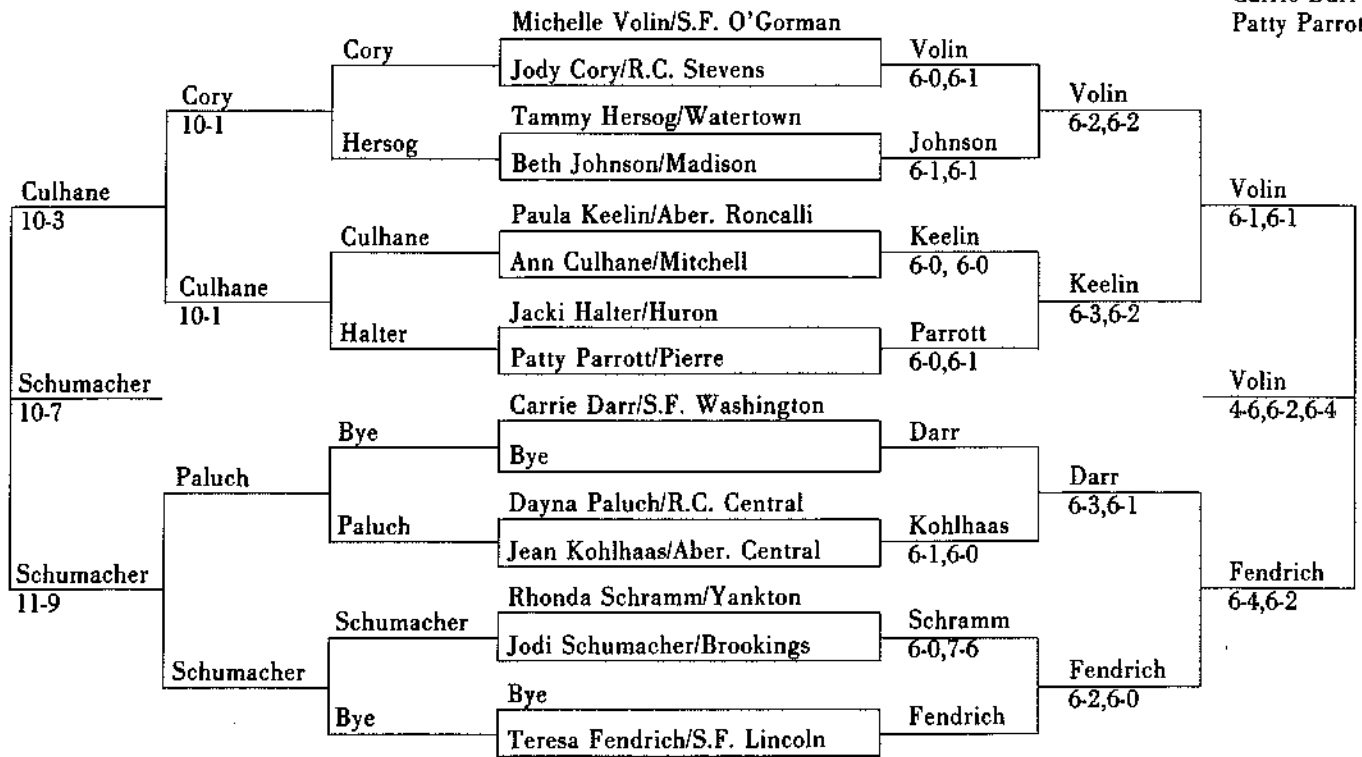 Patty Parrot
Michelle Volin/S.F. O'Gorman
Cory
Volin
Jody Cory/R.C. Stevens
6-0,6-1
Cory
Volin
10-1
Tammy Hersog/Watertown
6-2,6-2
Hersog
Johnson
Beth Johnson/Madison
6-1,6-1
Culhane
Volin
10-3
Paula Keelin/Aber. Roncalli
6-1,6-1
Culhane
Keelin
Ann Culhane/Mitchell
6-0, 6-0
Culhane
Keelin
10-1
Jacki Halter/Huron
6-3,6-2
Halter
Parrott
Patty Parrott/Pierre
6-0,6-1
Schumacher
Volin
10-7
Carrie Darr/S.F. Washington
4-6,6-2,6-4
Bye
Darr
Bye
Paluch
Darr
Dayna Paluch/R.C. Central
6-3,6-1
Paluch
Kohlhaas
Jean Kohlhaas/Aber. Central
6-1,6-0
Schumacher
Fendrich
11-9
Rhonda Schramm/Yankton
6-4,6-2
Schumacher
Schramm
Jodi Schumacher/Brookings
6-0,7-6
Schumacher
Fendrich
Bye
6-2,6-0
Bye
Fendrich
Teresa Fendrich/S.F. Lincoln